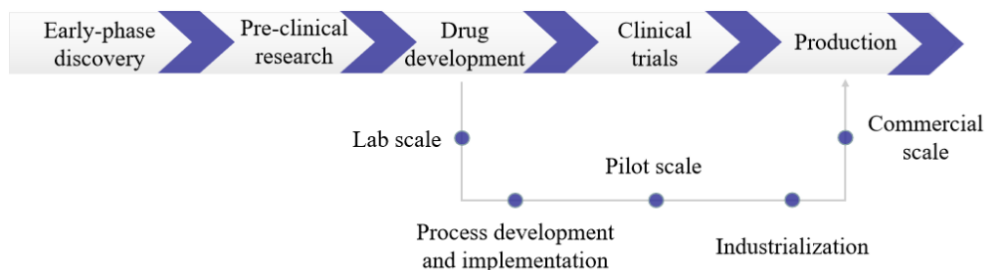 Early-phase
discovery
Pre-clinical
research
Drug
development
Clinical
trials
Production
Lab scale
Commercial
scale
Pilot scale
Process development
and implementation
Industrialization